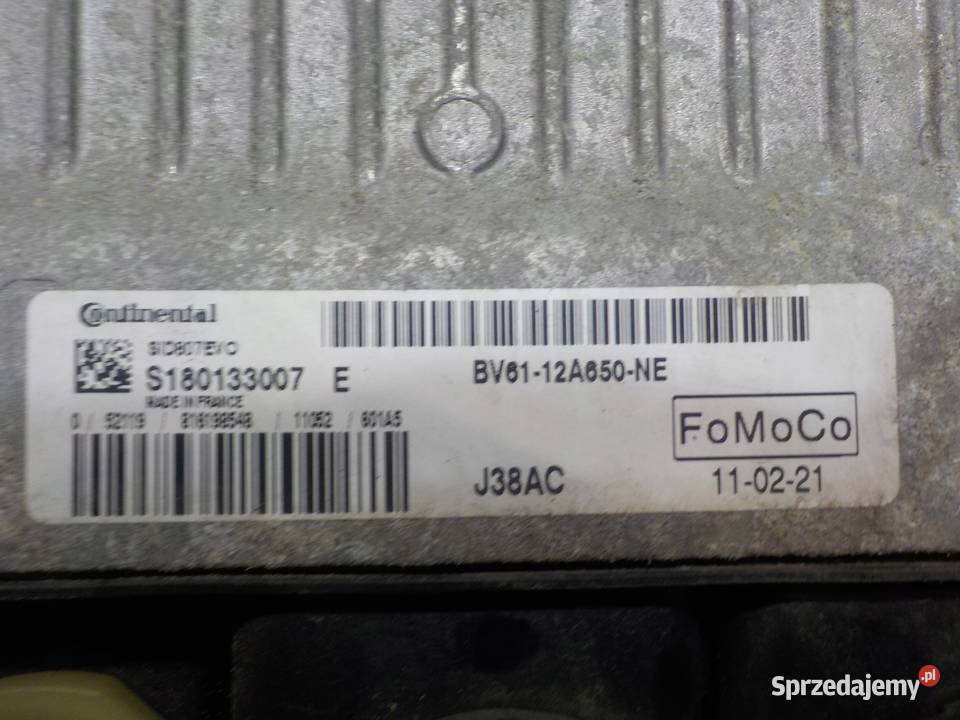 Continental
SID807EVO
S180133007 E
MADE IN FRANCE
0 / 52119 / 816198548 / 11052 / 601A5
BV61-12A650-NE
FoMoCo
J38AC
11-02-21
Sprzedajemy.pl